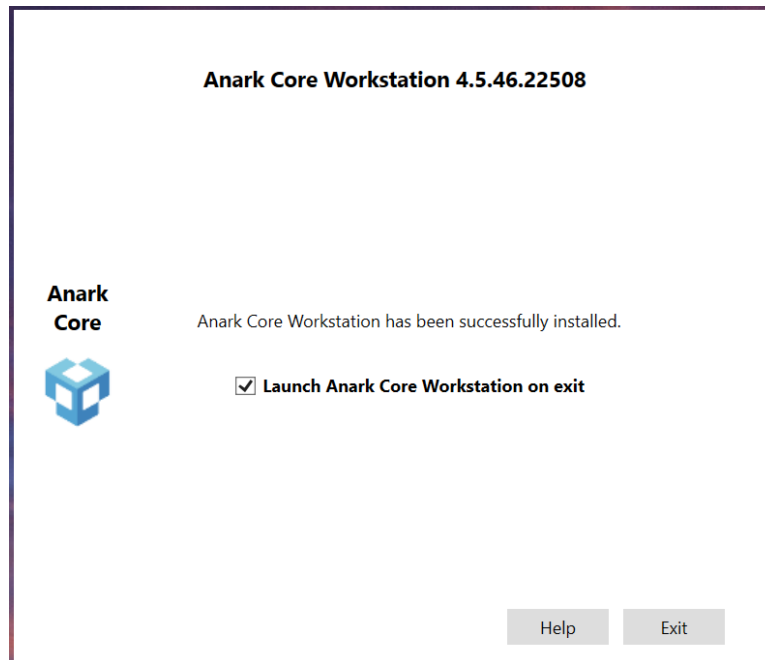 Anark Core Workstation 4.5.46.22508
Anark
Core
Anark Core Workstation has been successfully installed.
Launch Anark Core Workstation on exit
Help
Exit